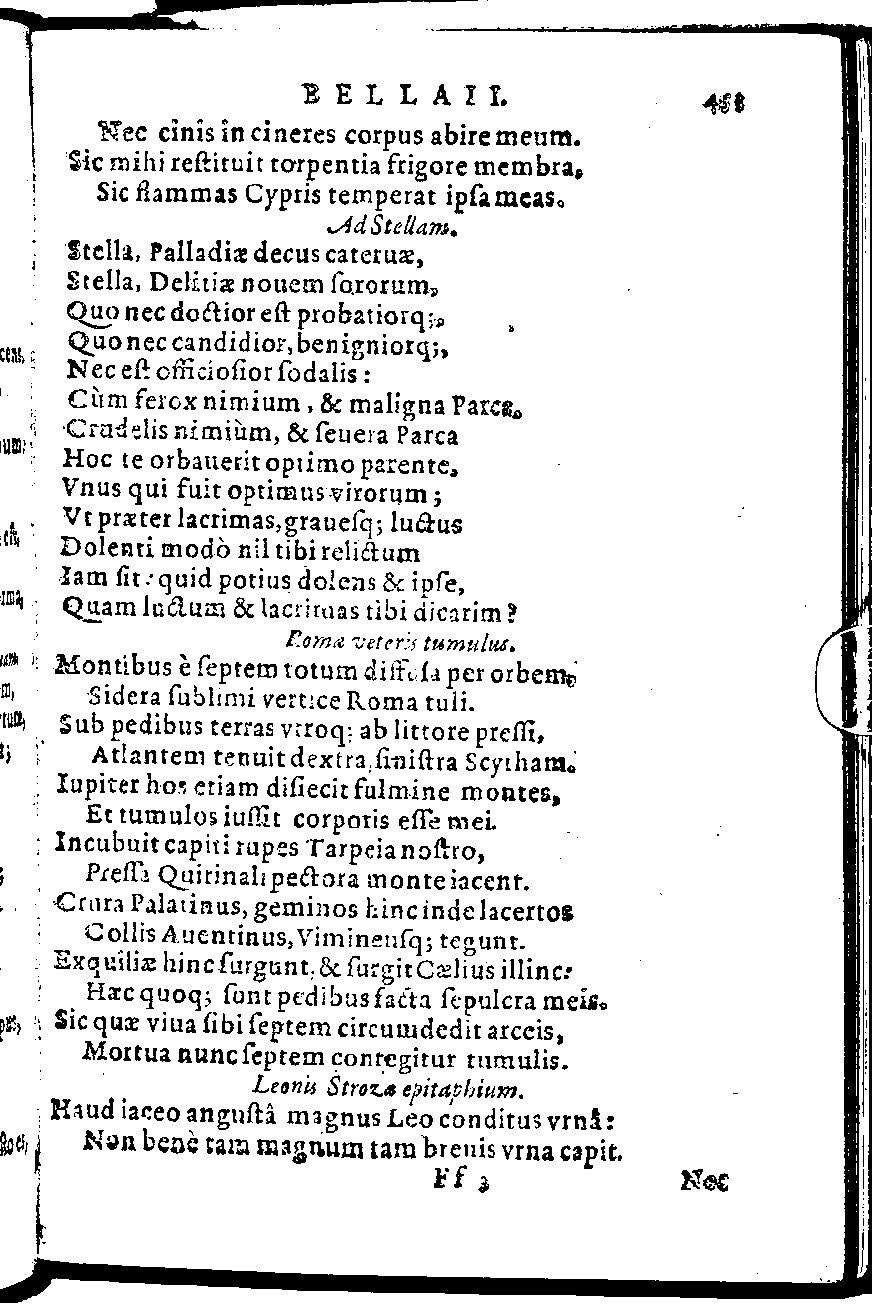 BELLAII.
Nec cinis in cineres corpus abire meum.
Sic mihi reſtituit torpentia frigore membra,
Sic flammas Cypris temperat ipſa meas.
Ad Stellam.
Stella, Palladiæ decus cateruæ,
Stella, Delitiæ nouem ſororum,
Quo nec doctior eſt probatiorq;,
Quo nec candidior, benigniorq;,
Nec eſt officioſior ſodalis:
Cùm ferox nimium, & maligna Parca,
Crudelis nimiùm, & ſeuera Parca
Hoc te orbauerit optimo parente,
Vnus qui fuit optimus virorum;
Vt præter lacrimas, graueſq; luctus
Dolenti modò nil tibi relictum
Iam ſit: quid potius dolens & ipſe,
Quam luctum & lacrimas tibi dicarim?
Romæ veteris tumulus.
Montibus è ſeptem totum diffuſa per orbem,
Sidera ſublimi vertice Roma tuli.
Sub pedibus terras vtroq; ab littore preſſi,
Atlantem tenuit dextra, ſiniſtra Scytham.
Iupiter hos etiam diſiecit fulmine montes,
Et tumulos iuſſit corporis eſſe mei.
Incubuit capiti rupes Tarpeia noſtro,
Preſſa Quirinali pectora monte iacent.
Crura Palatinus, geminos hinc inde lacertos
Collis Auentinus, Viminenſq; tegunt.
Exquiliæ hinc ſurgunt, & ſurgit Cælius illinc:
Hæc quoq; ſunt pedibus facta ſepulcra meis.
Sic quæ viua ſibi ſeptem circumdedit arceis,
Mortua nunc ſeptem contegitur tumulis.
Leonis Strozæ epitaphium.
Haud iaceo anguſtâ magnus Leo conditus vrnâ:
Non benè tam magnum tam breuis vrna capit.
Ff 3 Nec